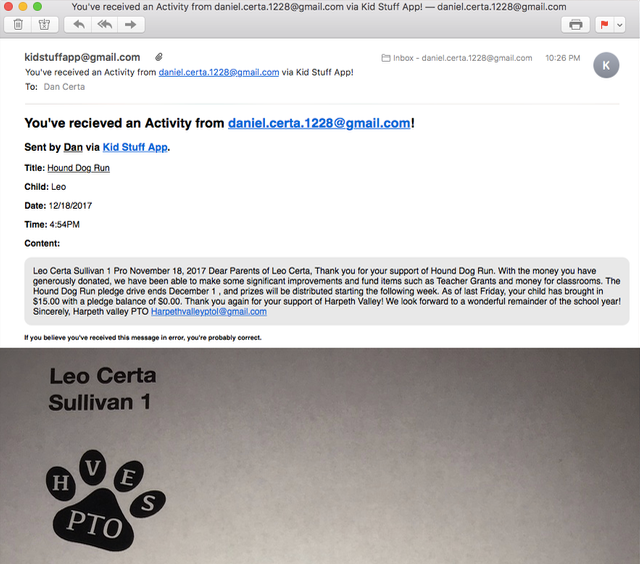 You've received an Activity from daniel.certa.1228@gmail.com via Kid Stuff App! — daniel.certa.1228@gmail.com
kidstuffapp@gmail.com
Inbox - daniel.certa.1228@gmail.com
10:26 PM
K
You've received an Activity from daniel.certa.1228@gmail.com via Kid Stuff App!
To: Dan Certa
You've recieved an Activity from daniel.certa.1228@gmail.com!
Sent by Dan via Kid Stuff App.
Title: Hound Dog Run
Child: Leo
Date: 12/18/2017
Time: 4:54PM
Content:
Leo Certa Sullivan 1 Pro November 18, 2017 Dear Parents of Leo Certa, Thank you for your support of Hound Dog Run. With the money you have
generously donated, we have been able to make some significant improvements and fund items such as Teacher Grants and money for classrooms. The
Hound Dog Run pledge drive ends December 1 , and prizes will be distributed starting the following week. As of last Friday, your child has brought in
$15.00 with a pledge balance of $0.00. Thank you again for your support of Harpeth Valley! We look forward to a wonderful remainder of the school year!
Sincerely, Harpeth valley PTO Harpethvalleyptol@gmail.com
If you believe you've received this message in error, you're probably correct.
Leo Certa
Sullivan 1
H V E S
PTO